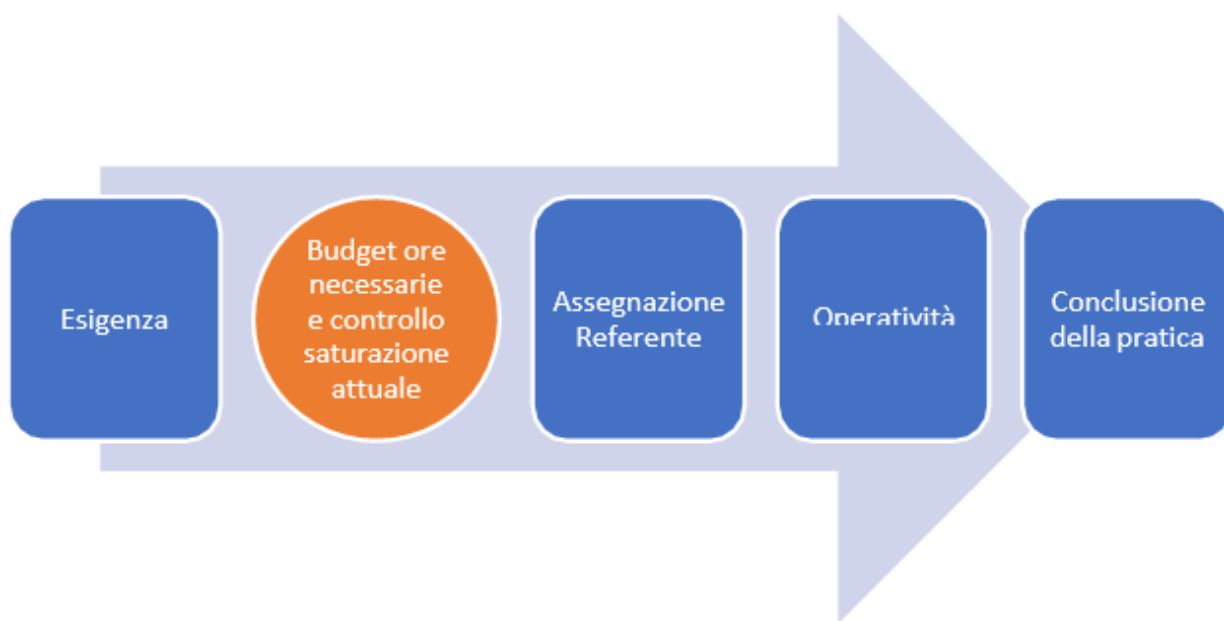 Esigenza
Budget ore
necessarie
e controllo
saturazione
attuale
Assegnazione
Referente
Operatività
Conclusione
della pratica